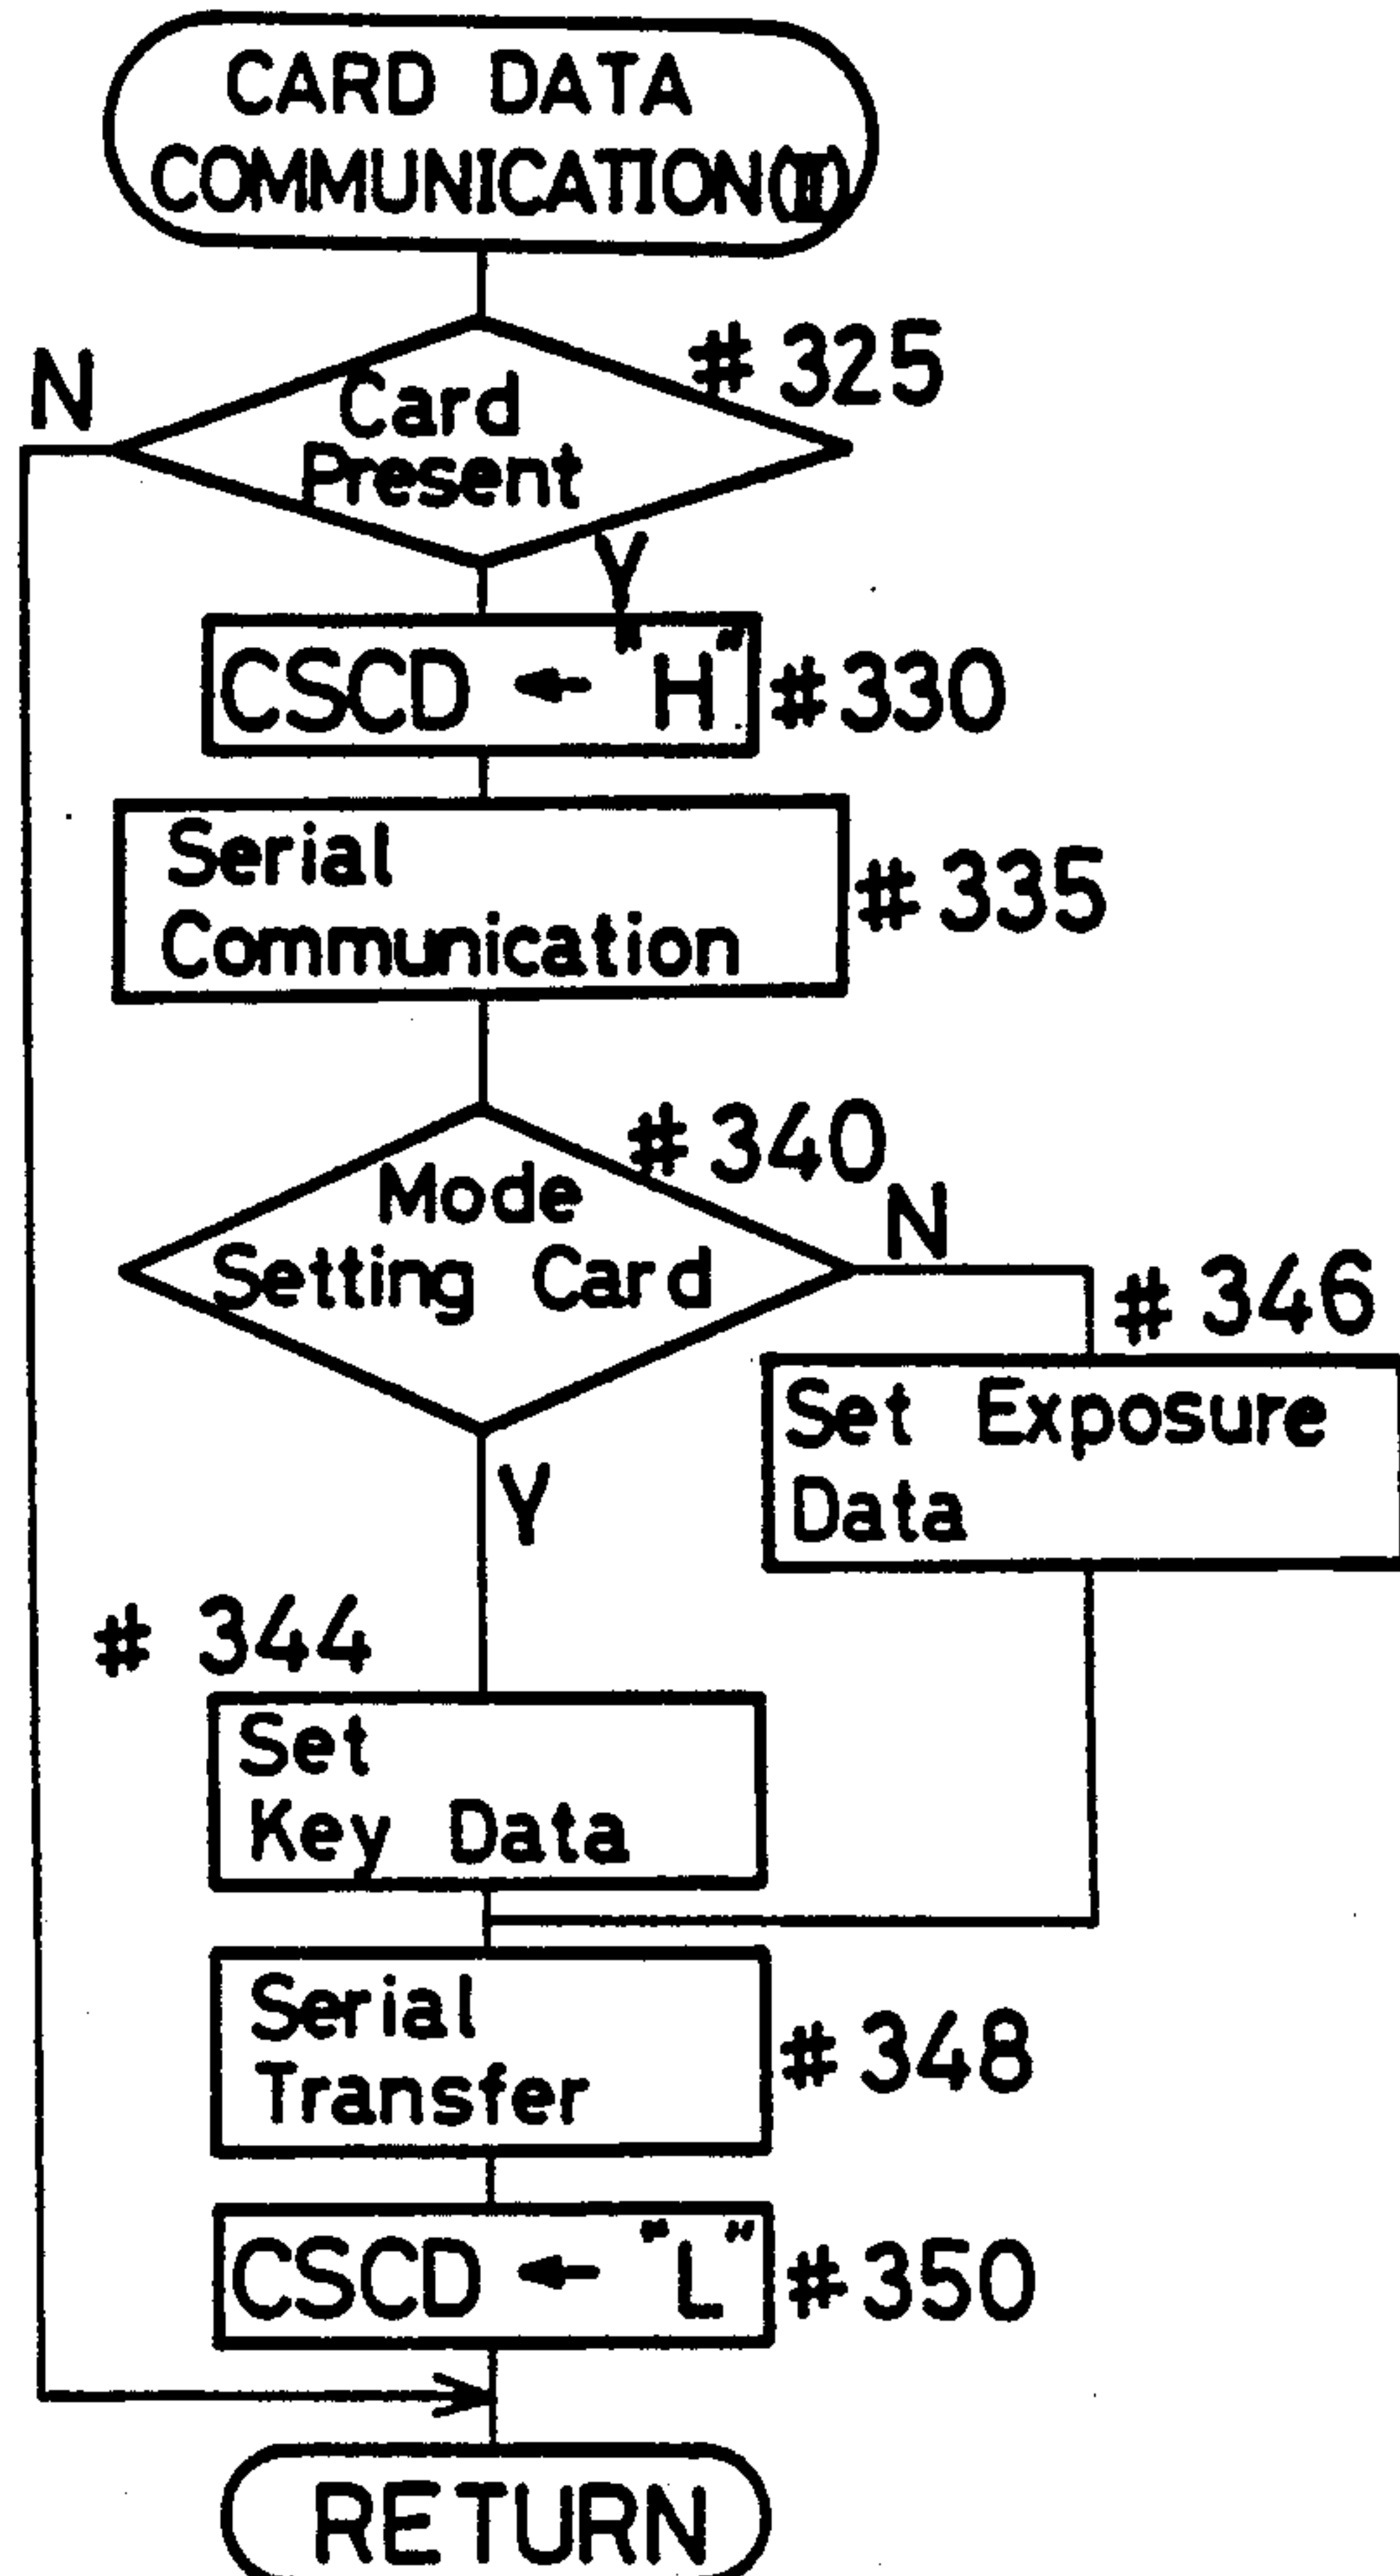 CARD DATA
COMMUNICATION(II)
# 325
N
Card
Present
Y
CSCD ← "H"
#330
Serial
Communication
#335
# 340
Mode
Setting Card
N
# 346
Set Exposure
Data
Y
# 344
Set
Key Data
Serial
Transfer
#348
CSCD ← "L"
#350
RETURN